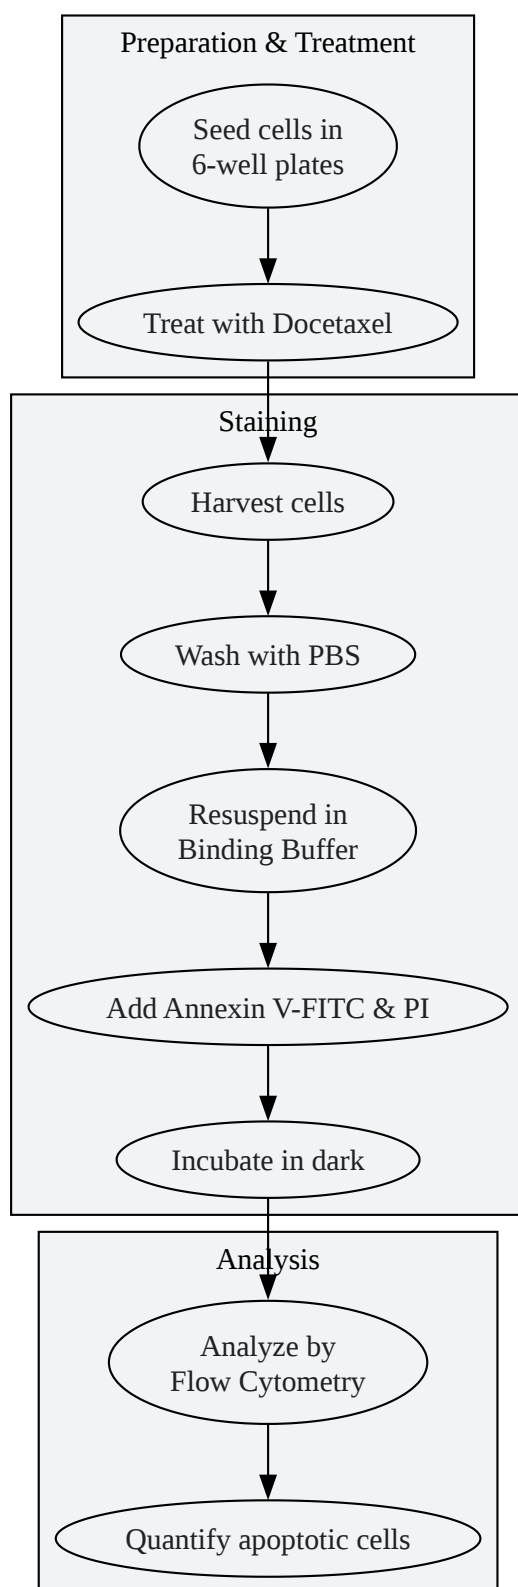 Preparation & Treatment
Seed cells in
6-well plates
Treat with Docetaxel
Staining
Harvest cells
Wash with PBS
Resuspend in
Binding Buffer
Add Annexin V-FITC & PI
Incubate in dark
Analysis
Analyze by
Flow Cytometry
Quantify apoptotic cells